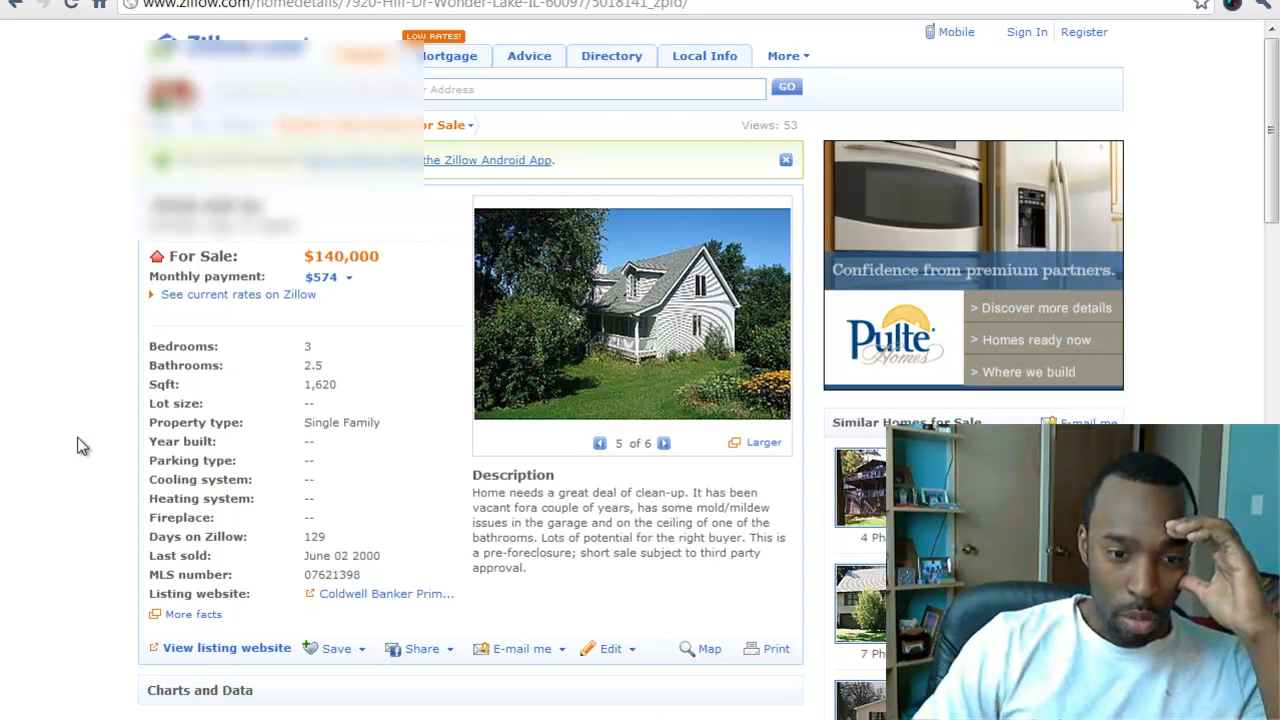 www.zillow.com/homedetails/7920-Hill-Dr-Wonder-Lake-IL-60097/5018141_zpid/
LOW RATES!
Mobile
Sign In
Register
Mortgage
Advice
Directory
Local Info
More
Address
GO
For Sale
Views: 53
the Zillow Android App.
For Sale: $140,000
Monthly payment: $574
See current rates on Zillow
Bedrooms: 3
Bathrooms: 2.5
Sqft: 1,620
Lot size: --
Property type: Single Family
Year built: --
Parking type: --
Cooling system: --
Heating system: --
Fireplace: --
Days on Zillow: 129
Last sold: June 02 2000
MLS number: 07621398
Listing website: Coldwell Banker Prim...
More facts
5 of 6
Larger
Description
Home needs a great deal of clean-up. It has been
vacant fora couple of years, has some mold/mildew
issues in the garage and on the ceiling of one of the
bathrooms. Lots of potential for the right buyer. This is
a pre-foreclosure; short sale subject to third party
approval.
View listing website
Save
Share
E-mail me
Edit
Map
Print
Charts and Data
Confidence from premium partners.
Pulte
Homes
> Discover more details
> Homes ready now
> Where we build
Similar Homes for Sale
E-mail me
4 Ph
7 Ph